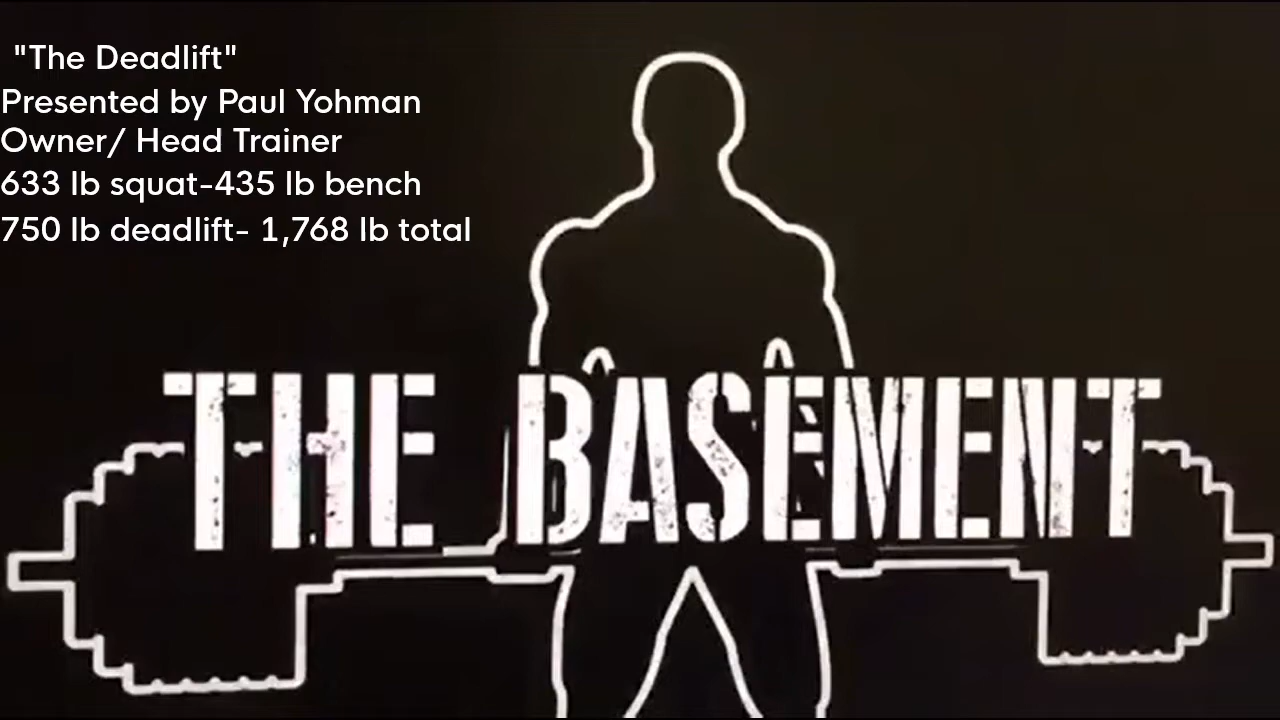 "The Deadlift"
Presented by Paul Yohman
Owner/ Head Trainer
633 lb squat-435 lb bench
750 lb deadlift- 1,768 lb total
THE BASEMENT